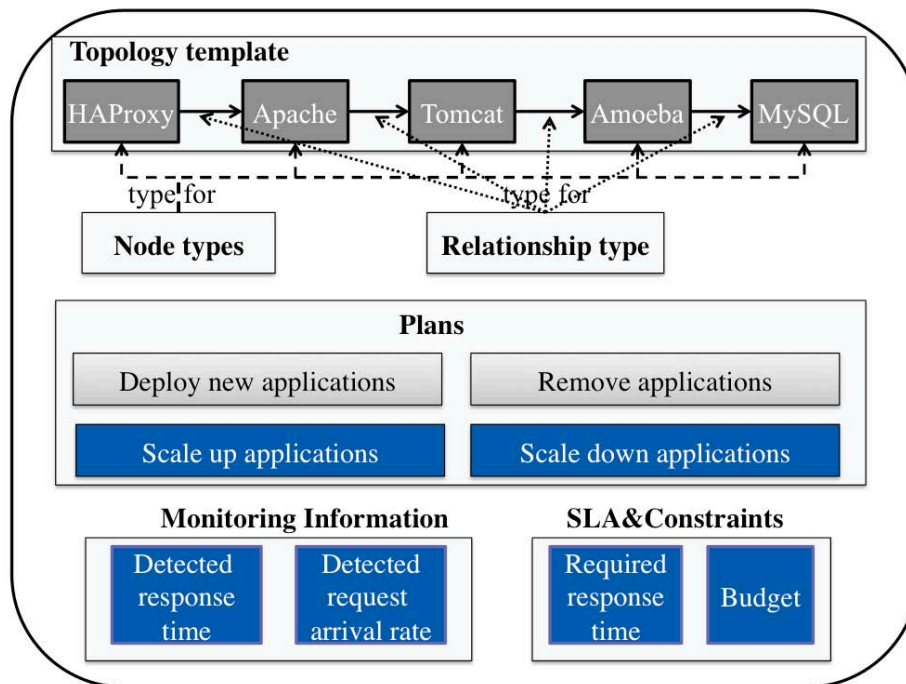 Topology template
HAProxy
Apache
Tomcat
Amoeba
MySQL
type for
type for
Node types
Relationship type
Plans
Deploy new applications
Remove applications
Scale up applications
Scale down applications
Monitoring Information
SLA&Constraints
Detected
response
time
Detected
request
arrival rate
Required
response
time
Budget